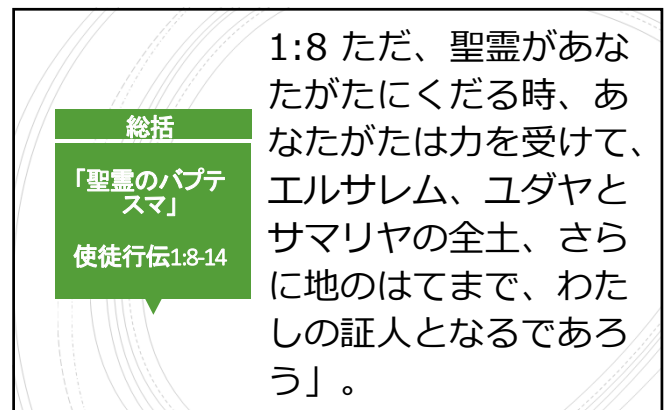 総括
「聖霊のバプテ
スマ」
使徒行伝1:8-14
1:8 ただ、聖霊があな
たがたにくだる時、あ
なたがたは力を受けて、
エルサレム、ユダヤと
サマリヤの全土、さら
に地のはてまで、わた
しの証人となるであろ
う」。